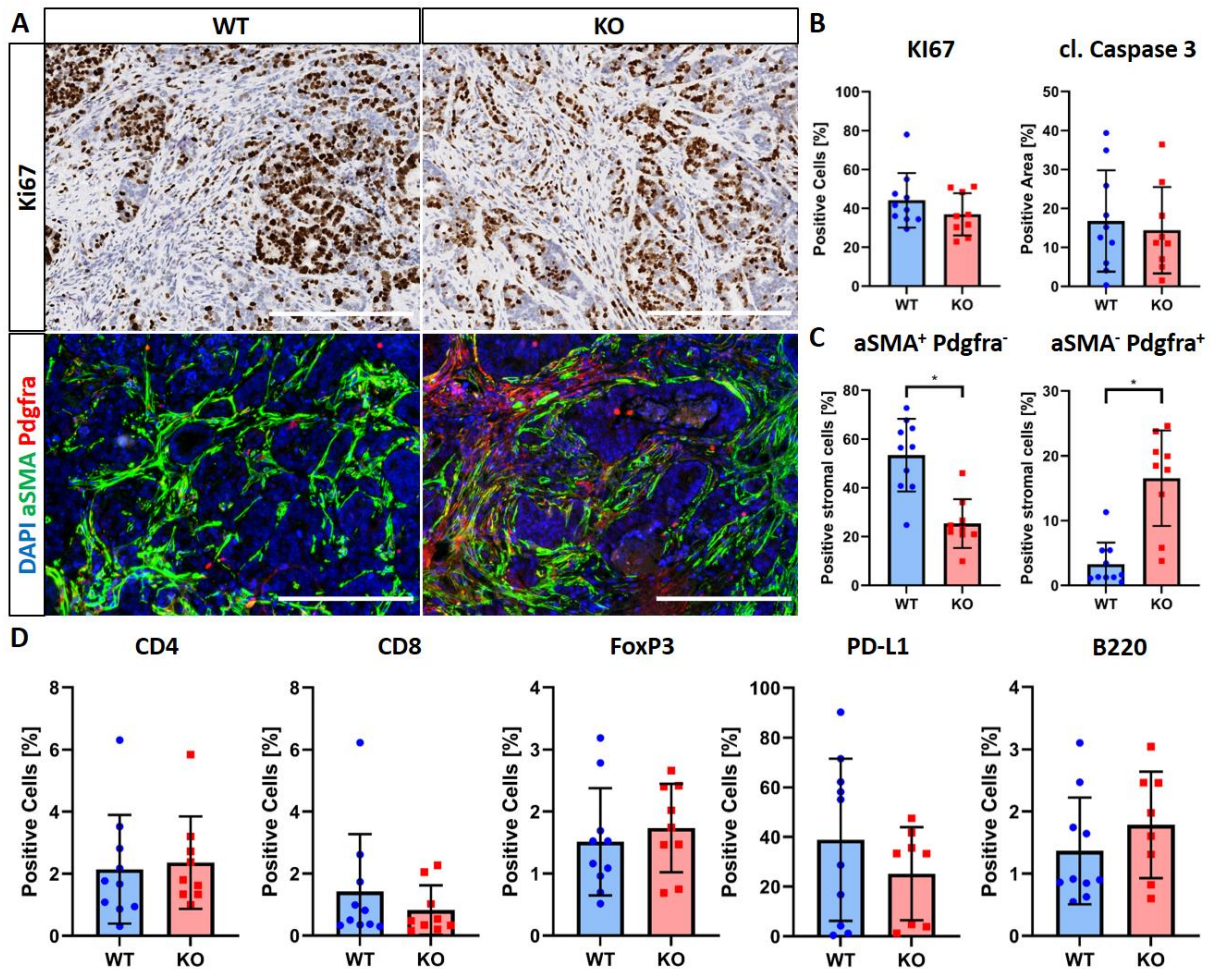 A
WT
KO
Ki67
DAPI aSMA Pdgfra
B
KI67
Positive Cells [%]
100
80
60
40
20
0
WT
KO
cl. Caspase 3
Positive Area [%]
50
40
30
20
10
0
WT
KO
C
aSMA⁺ Pdgfra⁻
Positive stromal cells [%]
80
60
40
20
0
*
WT
KO
aSMA⁻ Pdgfra⁺
Positive stromal cells [%]
30
20
10
0
*
WT
KO
D
CD4
Positive Cells [%]
8
6
4
2
0
WT
KO
CD8
Positive Cells [%]
8
6
4
2
0
WT
KO
FoxP3
Positive Cells [%]
4
3
2
1
0
WT
KO
PD-L1
Positive Cells [%]
100
80
60
40
20
0
WT
KO
B220
Positive Cells [%]
4
3
2
1
0
WT
KO